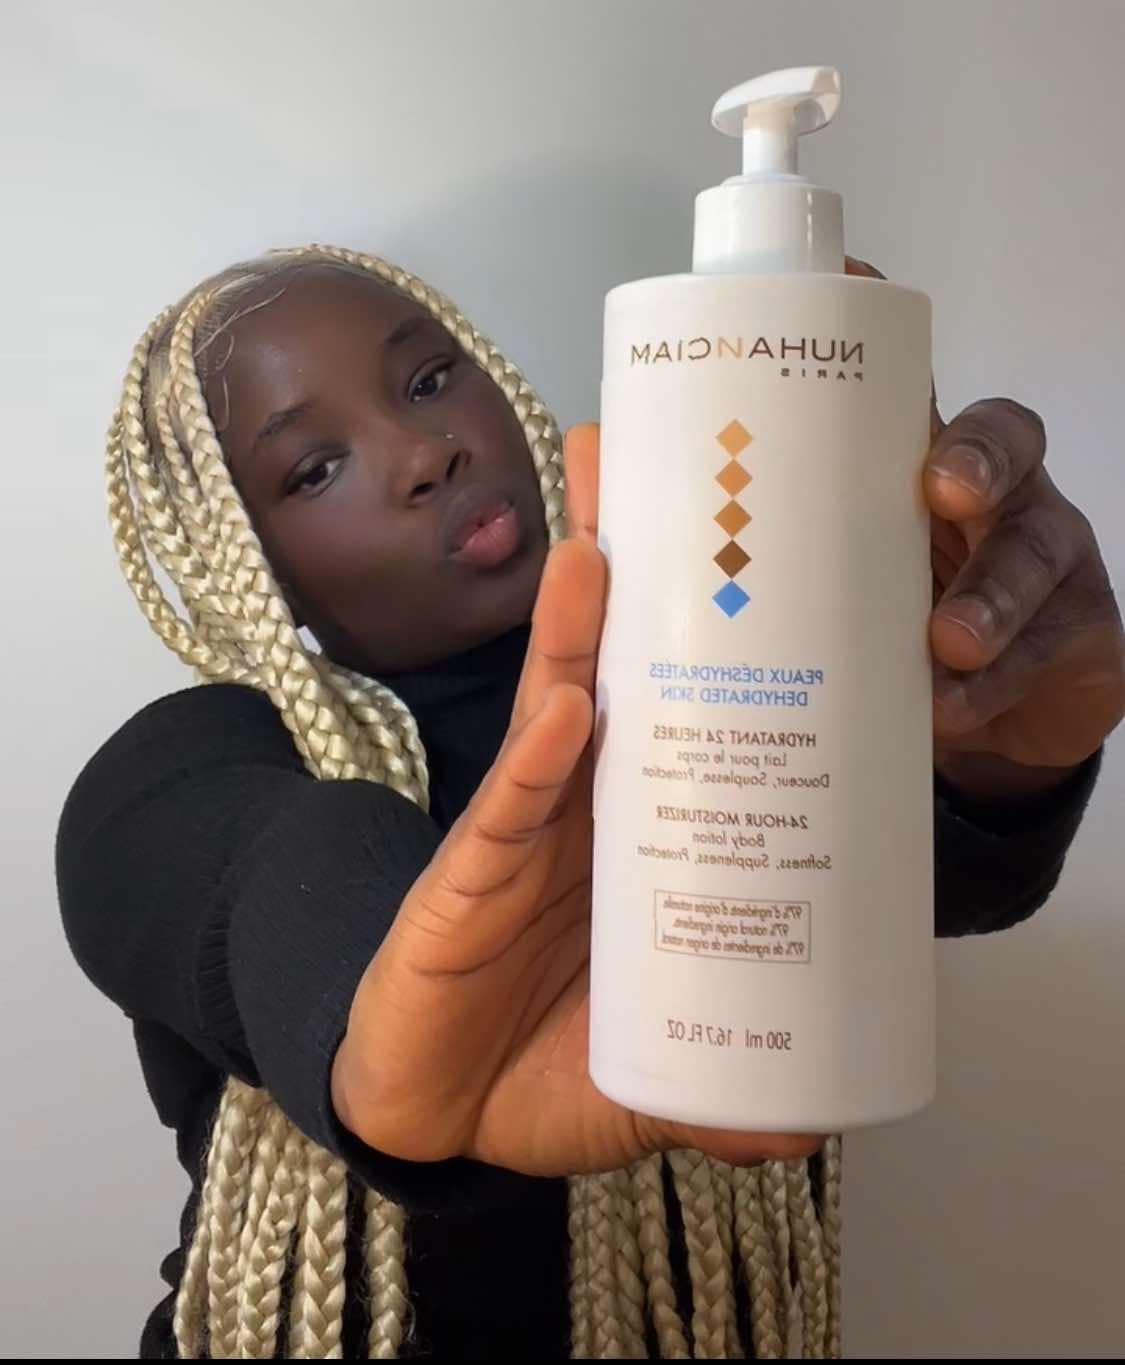 NUHANCIAM
PARIS
PEAUX DÉSHYDRATÉES
DEHYDRATED SKIN
HYDRATANT 24 HEURES
Lait pour le corps
Douceur, Souplesse, Protection
24-HOUR MOISTURIZER
Body lotion
Softness, Suppleness, Protection
97% d'ingrédients d'origine naturelle.
97% natural origin ingredients.
97% de ingredientes de origen natural.
500 ml 16.7 FL OZ